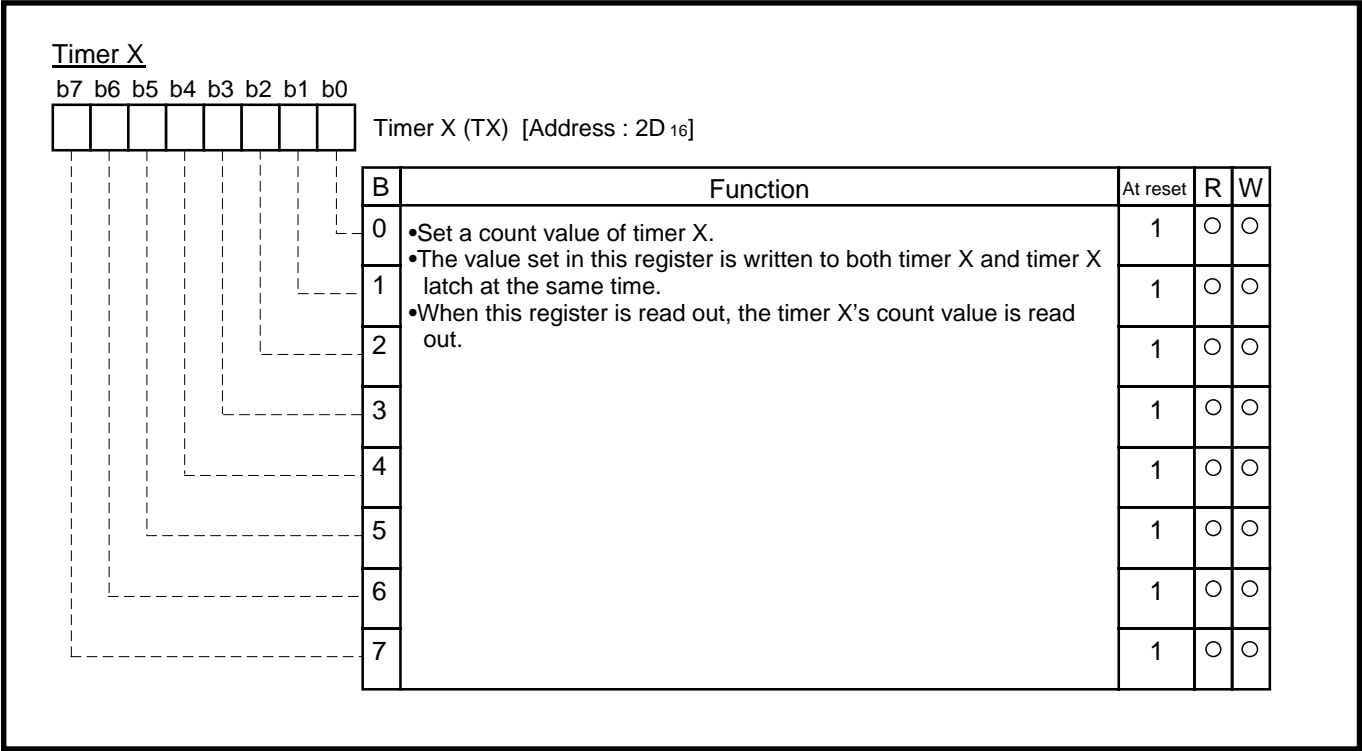 Timer X
b7 b6 b5 b4 b3 b2 b1 b0
Timer X (TX) [Address : 2D 16]
B Function At reset R W
0 •Set a count value of timer X. 1 ○ ○
•The value set in this register is written to both timer X and timer X
1 latch at the same time. 1 ○ ○
•When this register is read out, the timer X’s count value is read
2 out. 1 ○ ○
3 1 ○ ○
4 1 ○ ○
5 1 ○ ○
6 1 ○ ○
7 1 ○ ○